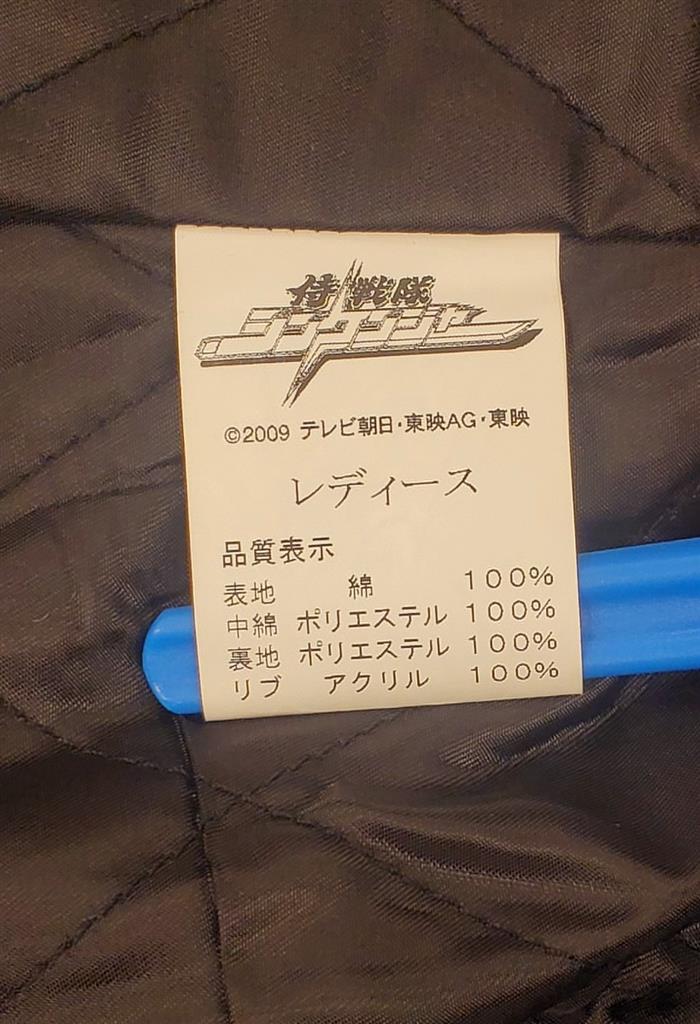 侍戦隊
シンケンジャー
©2009 テレビ朝日・東映AG・東映
レディース
品質表示
表地 綿 100%
中綿 ポリエステル 100%
裏地 ポリエステル 100%
リブ アクリル 100%